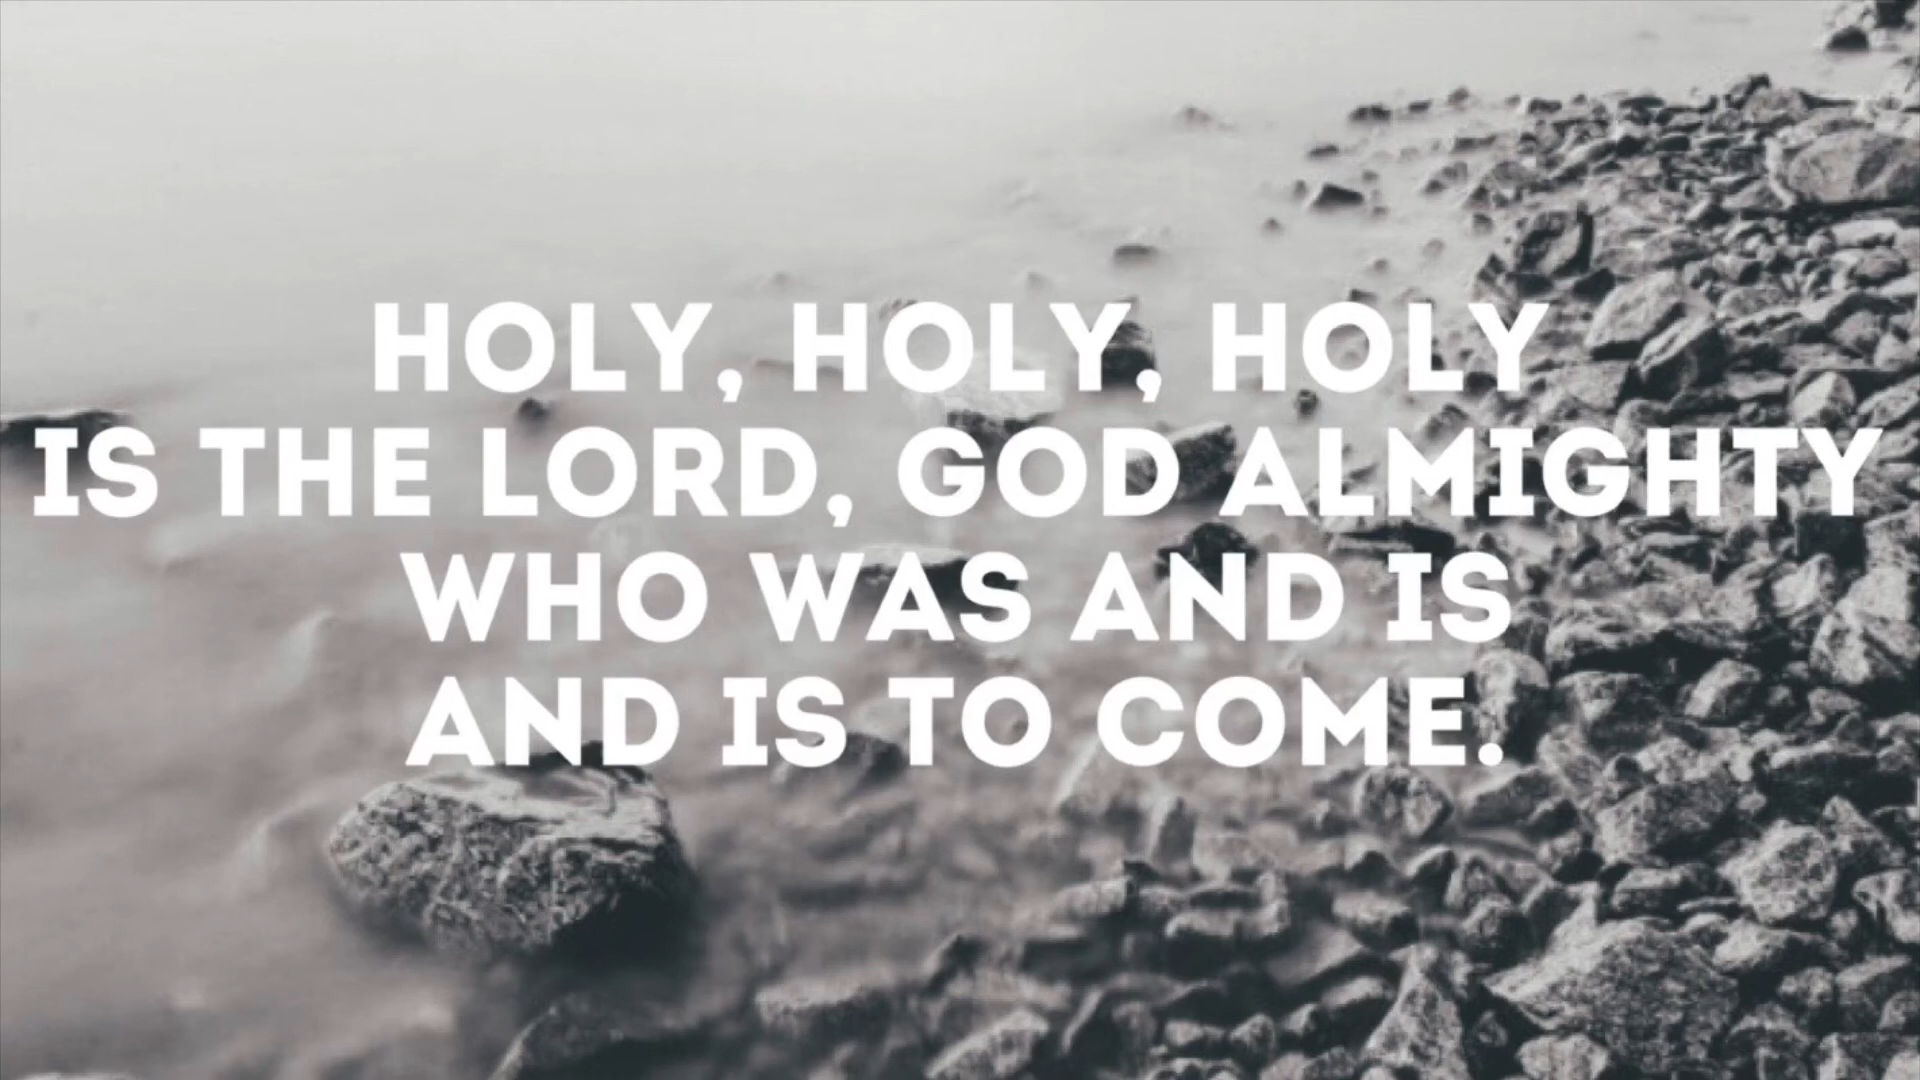 HOLY, HOLY, HOLY
IS THE LORD, GOD ALMIGHTY
WHO WAS AND IS
AND IS TO COME.